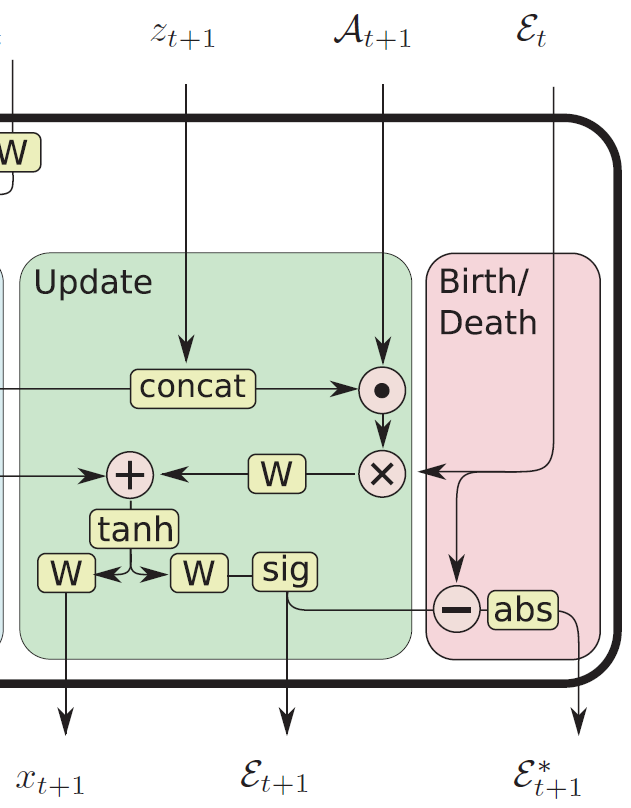 z_{t+1} 𝒜_{t+1} ℰ_t
W
Update
Birth/
Death
concat
W
tanh
W W sig
abs
x_{t+1} ℰ_{t+1} ℰ*_{t+1}